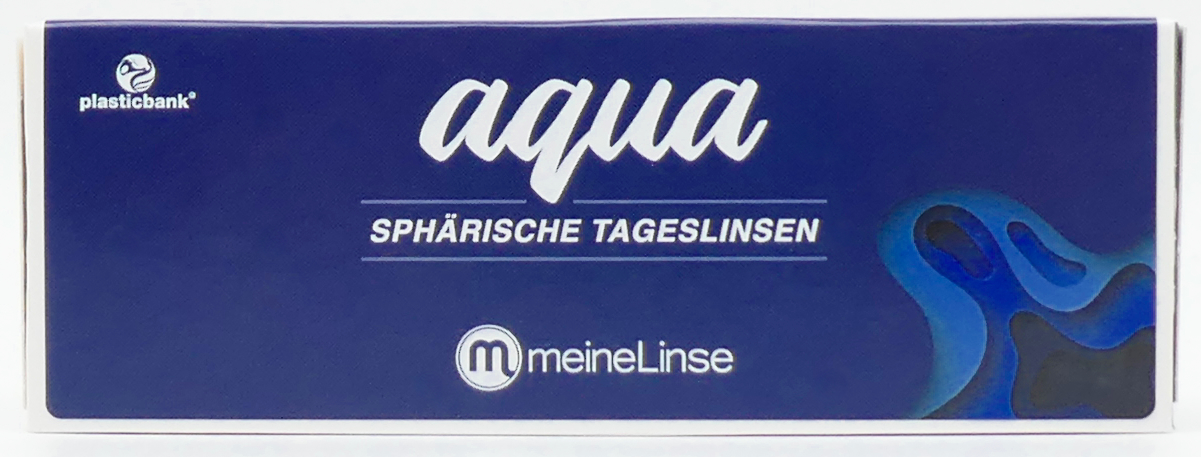 plasticbank®
aqua
SPHÄRISCHE TAGESLINSEN
m meineLinse